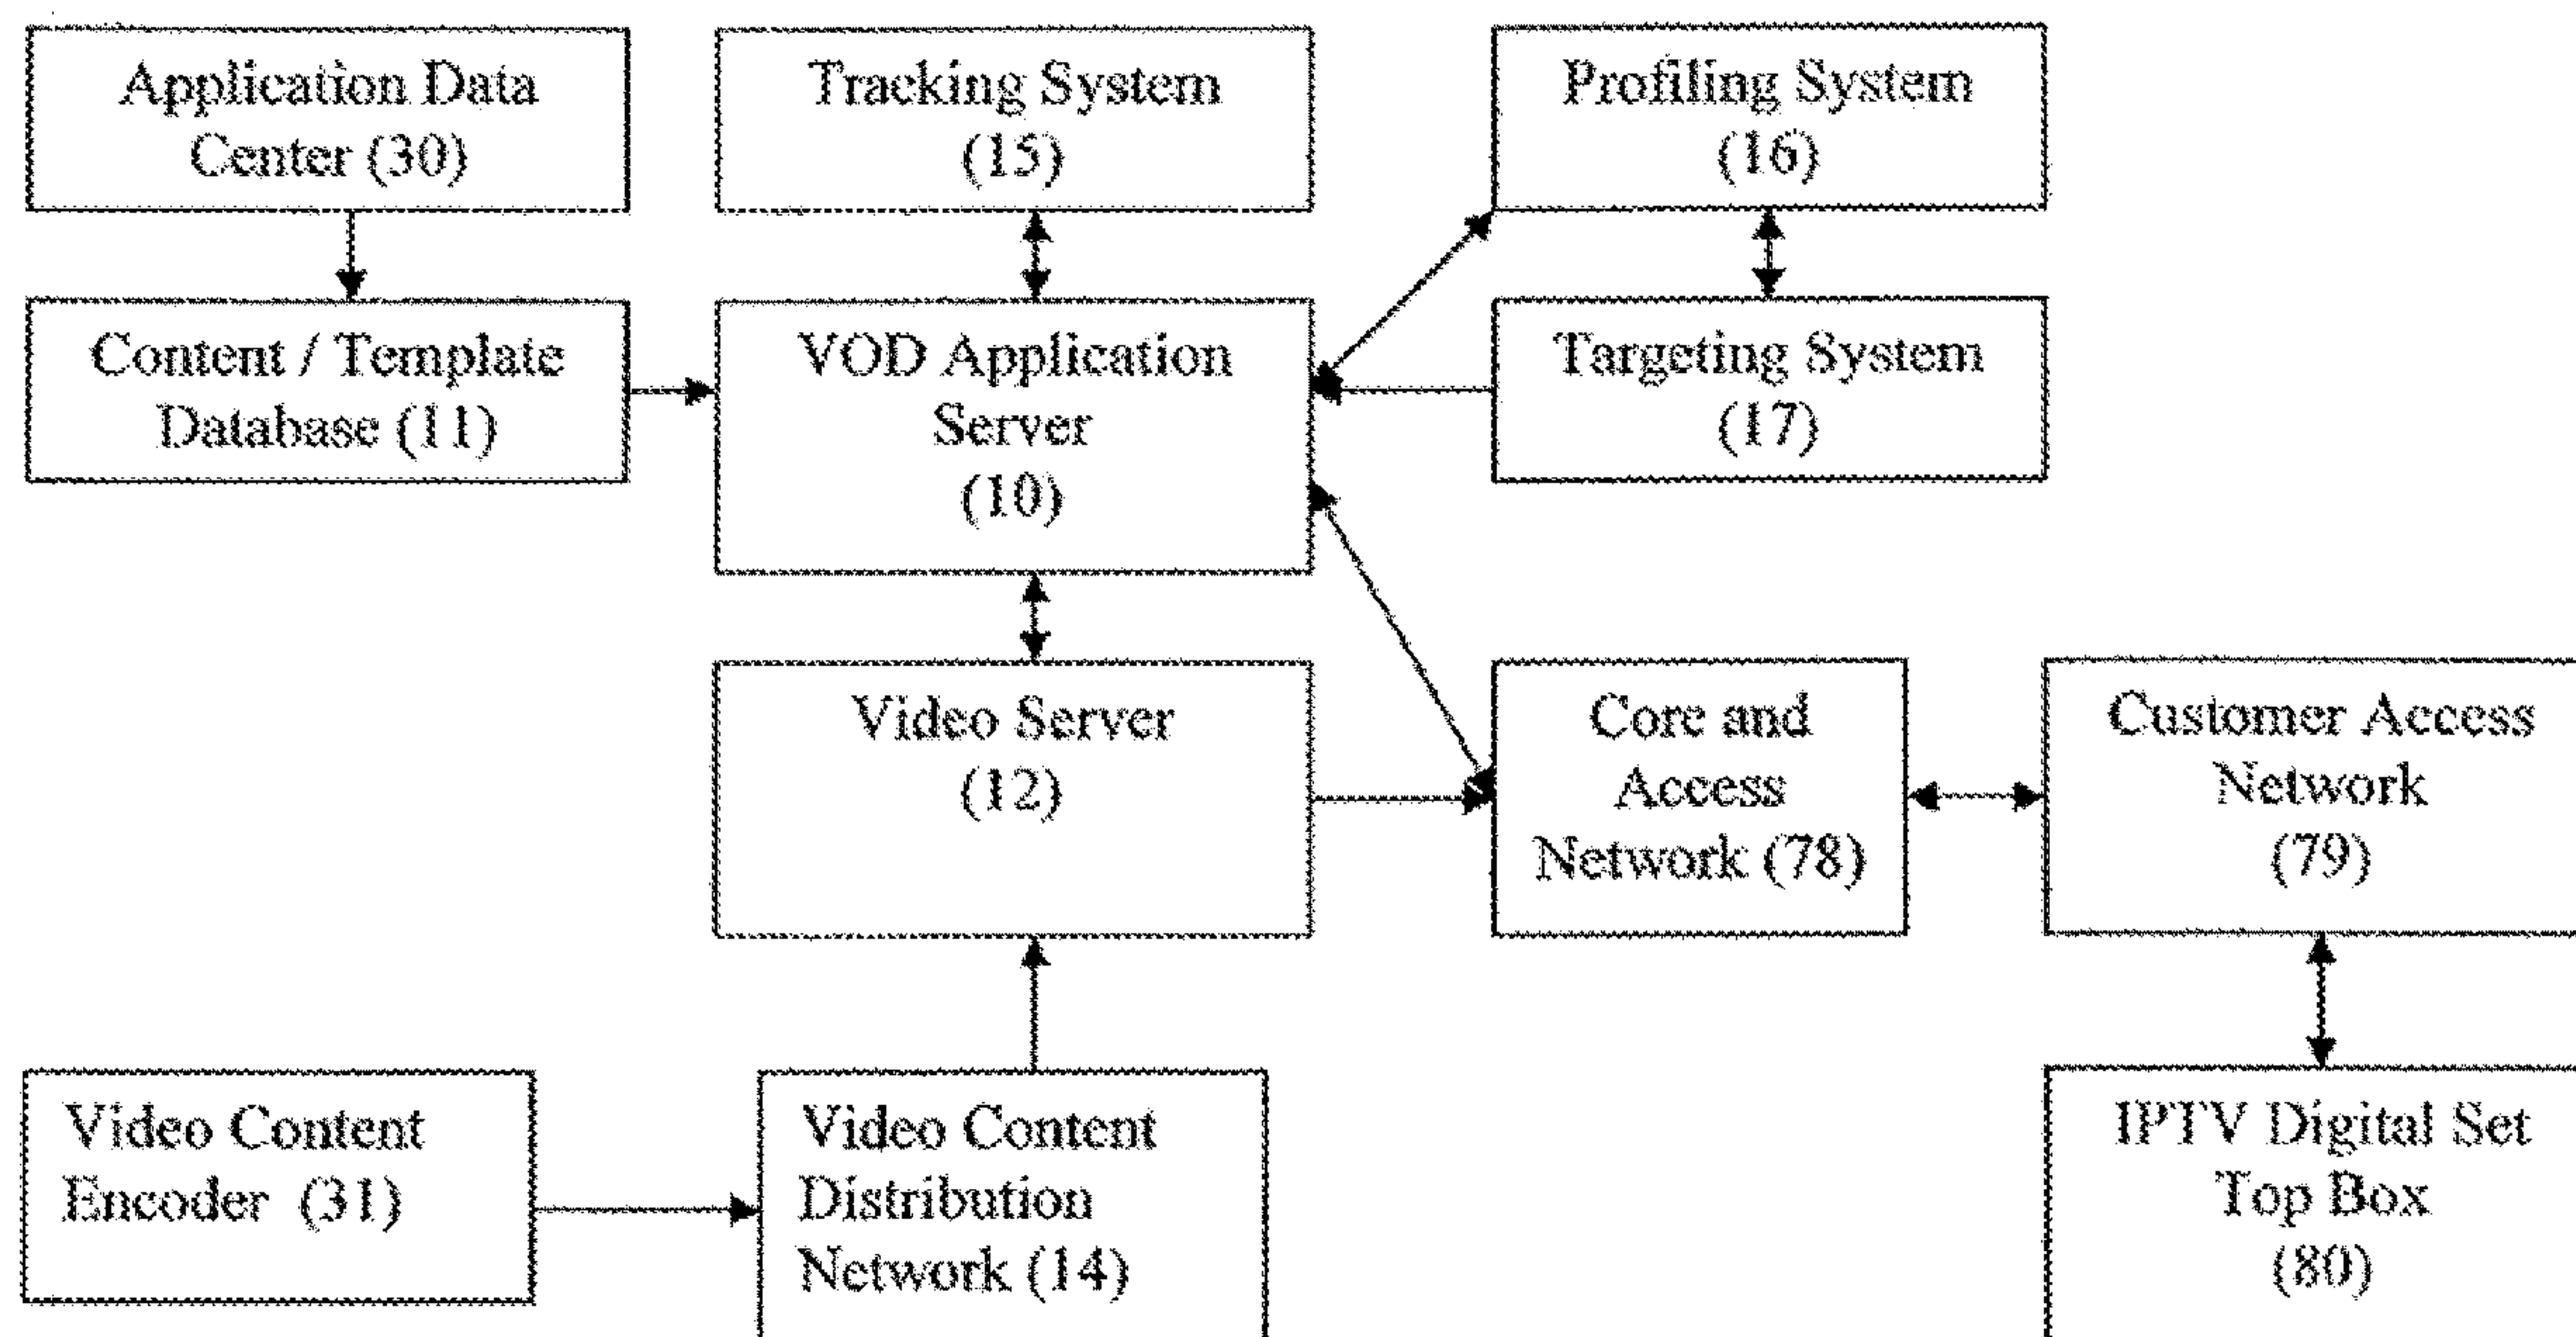 Application Data
Center (30)
Tracking System
(15)
Profiling System
(16)
Content / Template
Database (11)
VOD Application
Server
(10)
Targeting System
(17)
Video Server
(12)
Core and
Access
Network (78)
Customer Access
Network
(79)
Video Content
Encoder (31)
Video Content
Distribution
Network (14)
IPTV Digital Set
Top Box
(80)